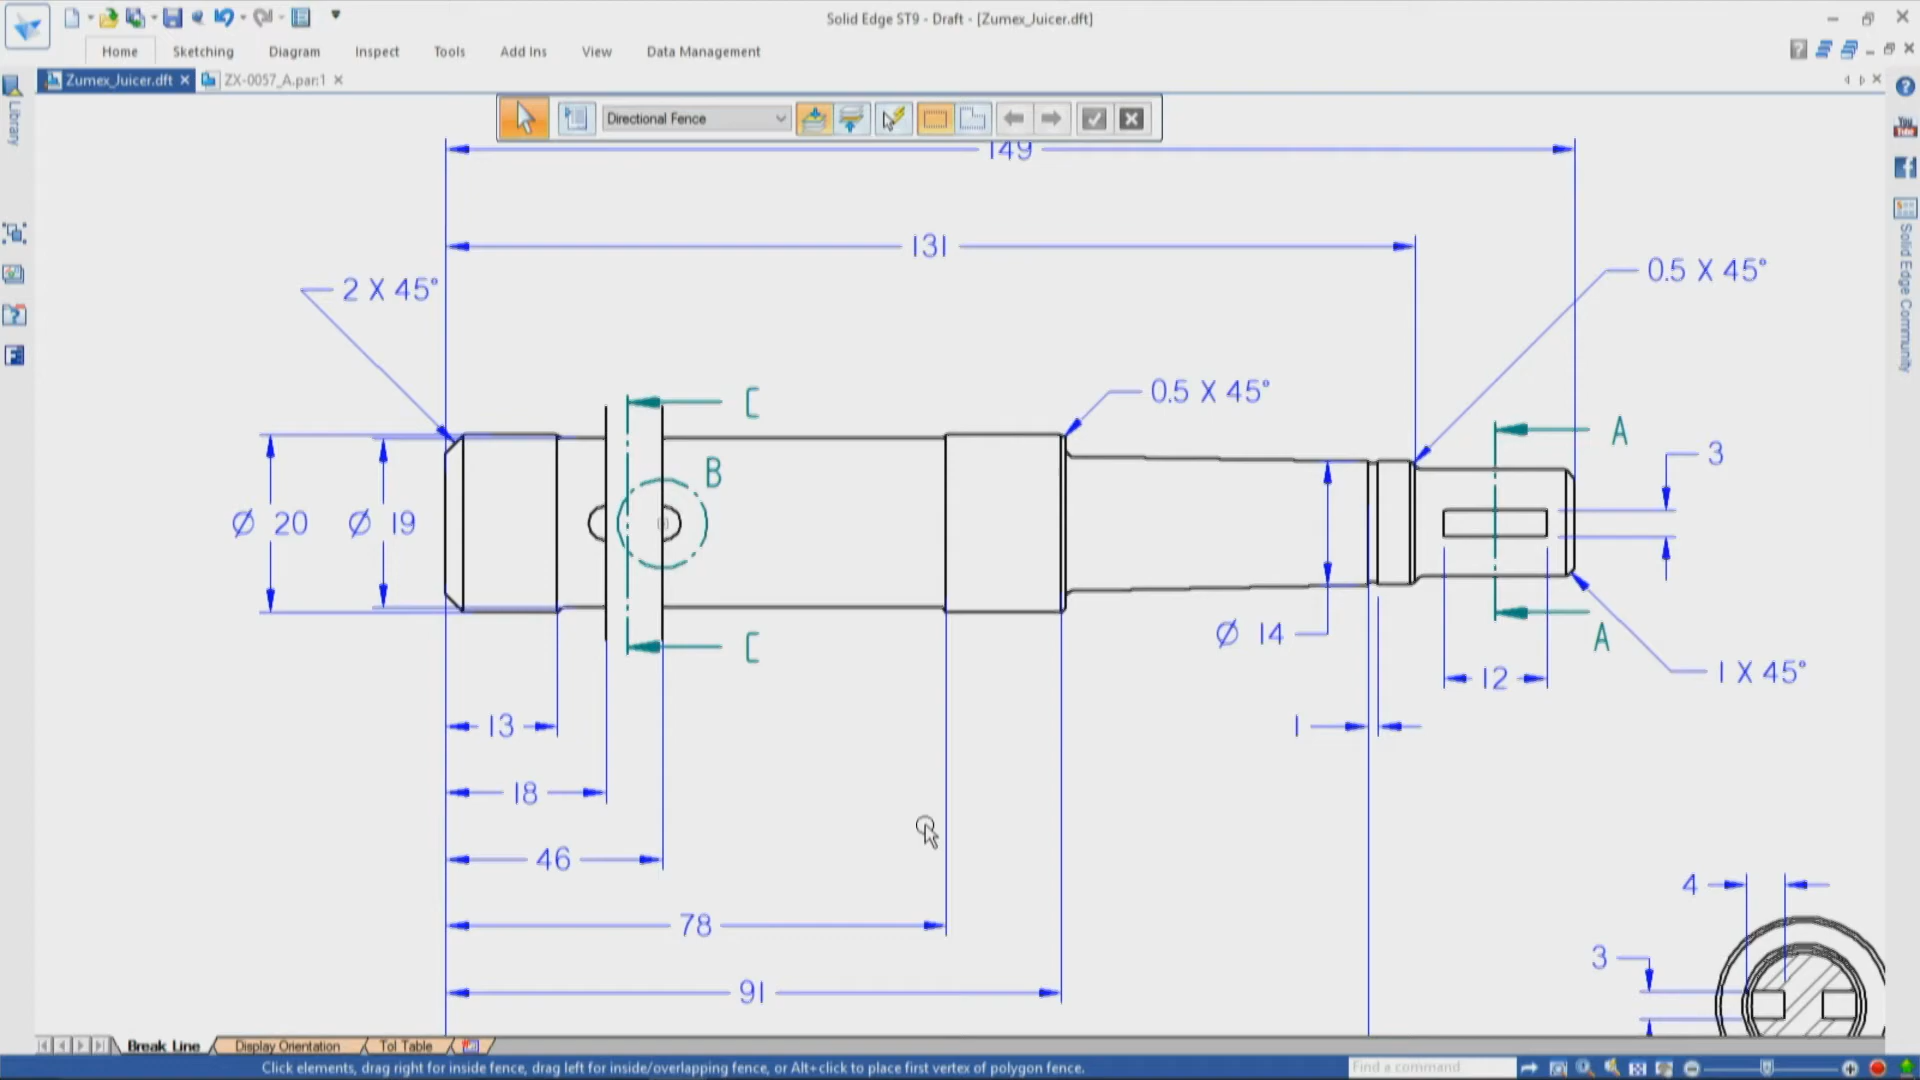 Solid Edge ST9 - Draft - [Zumex_Juicer.dft]
Home Sketching Diagram Inspect Tools Add Ins View Data Management
Zumex_Juicer.dft ZX-0057_A.par:1
Library
Directional Fence
149
131
2 X 45°
0.5 X 45°
0.5 X 45°
C
A
B
3
Ø 20 Ø 19
Ø 14
C
A
12
1 X 45°
13
1
18
46
4
78
3
91
You Tube
Solid Edge Community
Break Line Display Orientation Tol Table
Click elements, drag right for inside fence, drag left for inside/overlapping fence, or Alt+click to place first vertex of polygon fence.
Find a command